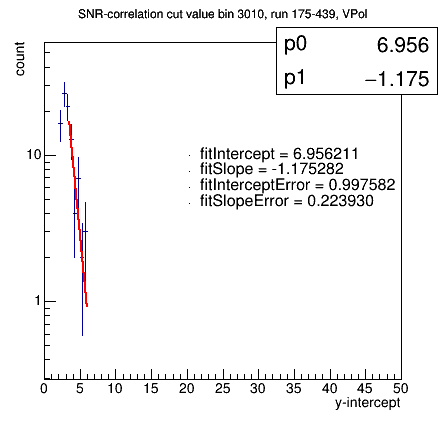 SNR-correlation cut value bin 3010, run 175-439, VPol
p0 6.956
p1 −1.175
count
10
1
fitIntercept = 6.956211
fitSlope = -1.175282
fitInterceptError = 0.997582
fitSlopeError = 0.223930
0 5 10 15 20 25 30 35 40 45 50
y-intercept